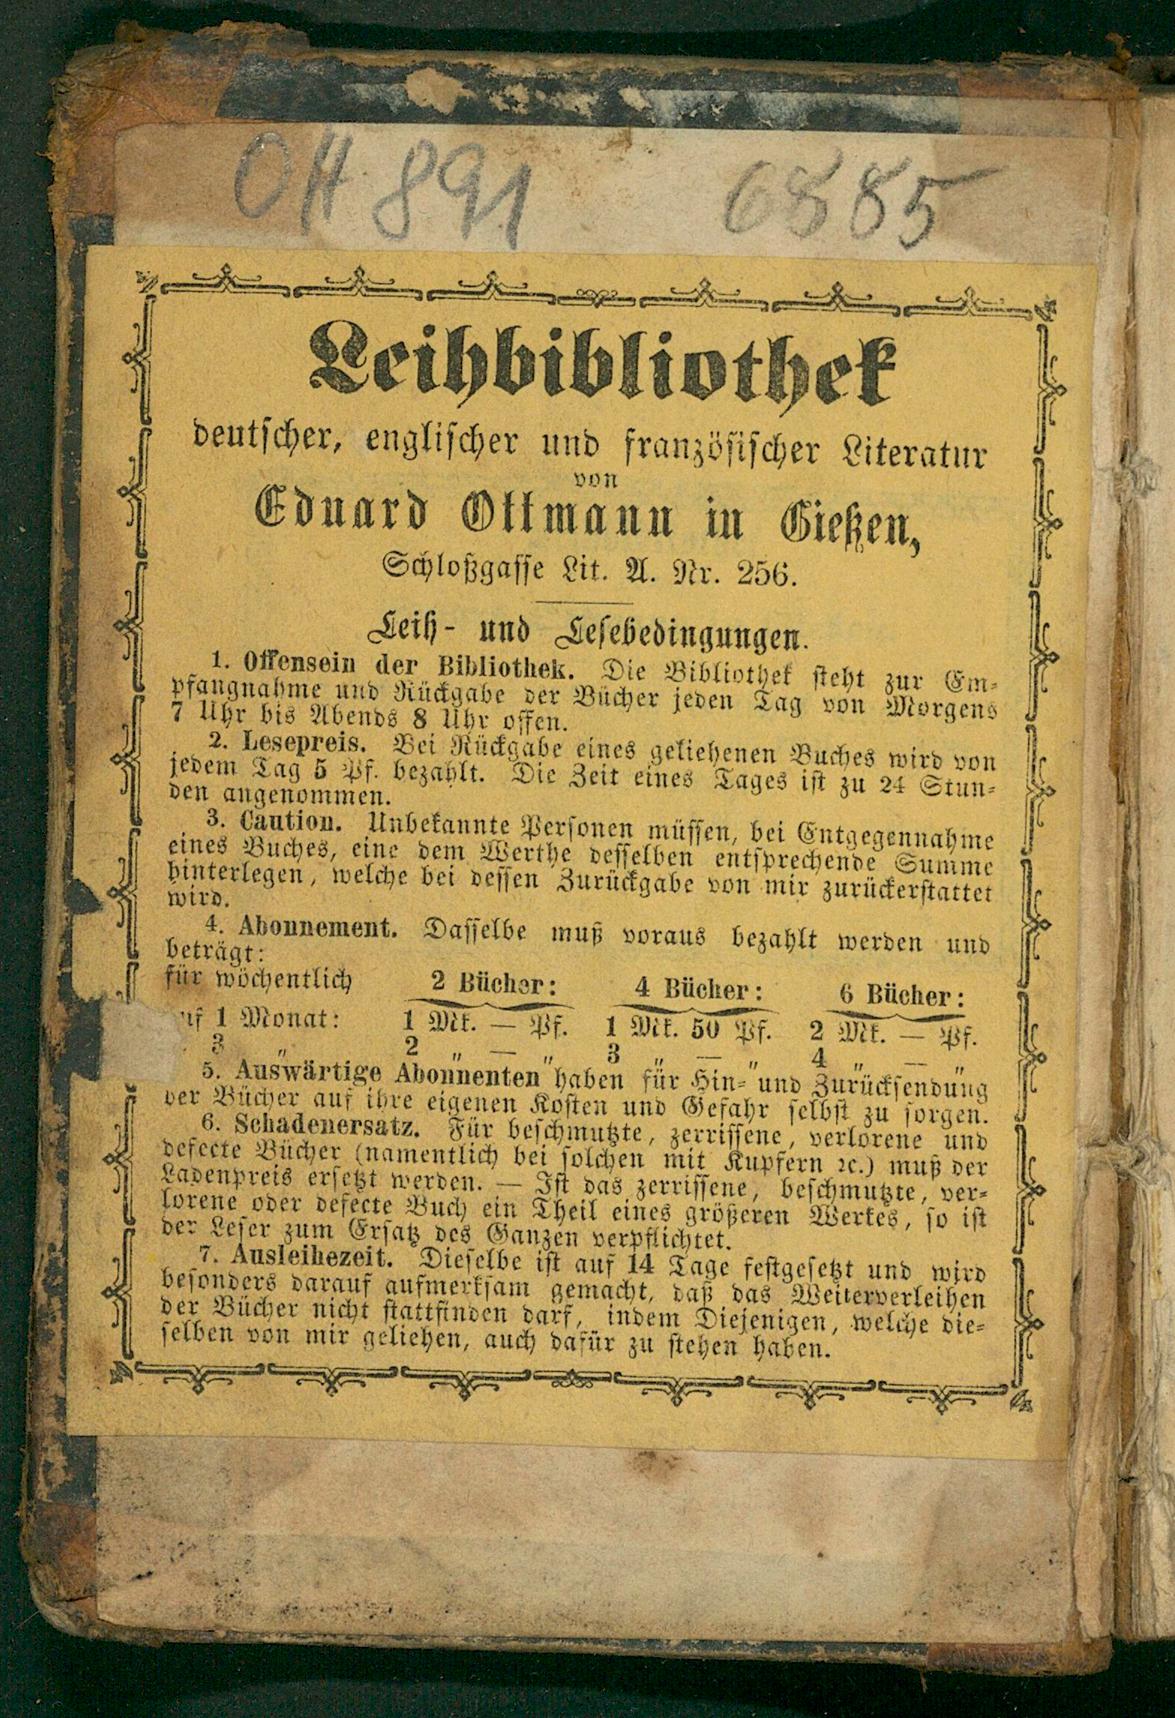 OH 891 6885
Leihbibliothek
deutscher, englischer und französischer Literatur
von
Eduard Ottmann in Gießen,
Schloßgasse Lit. A. Nr. 256.
Leih- und Lesebedingungen.
1. Offensein der Bibliothek. Die Bibliothek steht zur Em-
pfangnahme und Rückgabe der Bücher jeden Tag von Morgens
7 Uhr bis Abends 8 Uhr offen.
2. Lesepreis. Bei Rückgabe eines geliehenen Buches wird von
jedem Tag 5 Pf. bezahlt. Die Zeit eines Tages ist zu 24 Stun-
den angenommen.
3. Caution. Unbekannte Personen müssen, bei Entgegennahme
eines Buches, eine dem Werthe desselben entsprechende Summe
hinterlegen, welche bei dessen Zurückgabe von mir zurückerstattet
wird.
4. Abonnement. Dasselbe muß voraus bezahlt werden und
beträgt:
für wöchentlich 2 Bücher: 4 Bücher: 6 Bücher:
uf 1 Monat: 1 Mk. — Pf. 1 Mk. 50 Pf. 2 Mk. — Pf.
3 „ 2 „ — „ 3 „ — „ 4 „ — „
5. Auswärtige Abonnenten haben für Hin- und Zurücksendung
der Bücher auf ihre eigenen Kosten und Gefahr selbst zu sorgen.
6. Schadenersatz. Für beschmutzte, zerrissene, verlorene und
defecte Bücher (namentlich bei solchen mit Kupfern ꝛc.) muß der
Ladenpreis ersetzt werden. — Ist das zerrissene, beschmutzte, ver-
lorene oder defecte Buch ein Theil eines größeren Werkes, so ist
der Leser zum Ersatz des Ganzen verpflichtet.
7. Ausleihezeit. Dieselbe ist auf 14 Tage festgesetzt und wird
besonders darauf aufmerksam gemacht, daß das Weiterverleihen
der Bücher nicht stattfinden darf, indem Diejenigen, welche die-
selben von mir geliehen, auch dafür zu stehen haben.